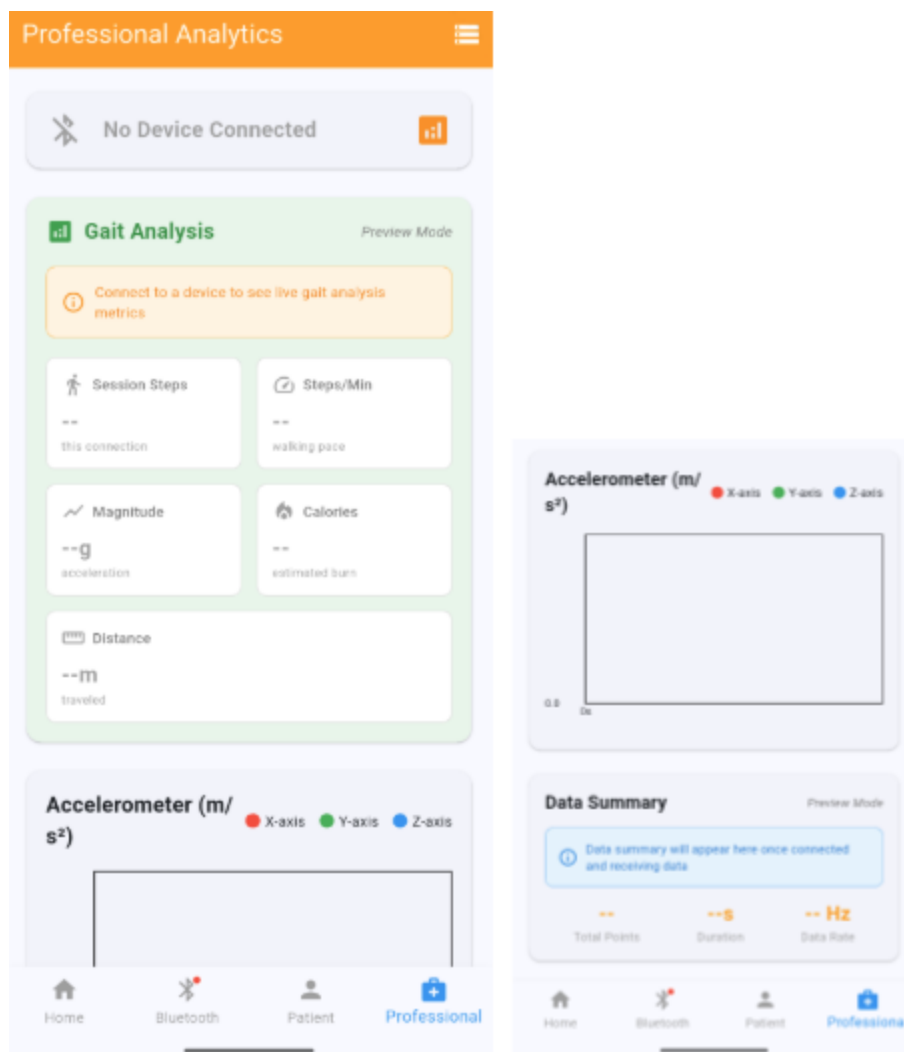 Professional Analytics
No Device Connected
Gait Analysis
Preview Mode
Connect to a device to see live gait analysis
metrics
Session Steps
--
this connection
Steps/Min
--
walking pace
Magnitude
--g
acceleration
Calories
--
estimated burn
Distance
--m
traveled
Accelerometer (m/
s²)
X-axis
Y-axis
Z-axis
Home
Bluetooth
Patient
Professional
Accelerometer (m/
s²)
X-axis
Y-axis
Z-axis
0.0
0s
Data Summary
Preview Mode
Data summary will appear here once connected
and receiving data
--
Total Points
--s
Duration
-- Hz
Data Rate
Home
Bluetooth
Patient
Professiona